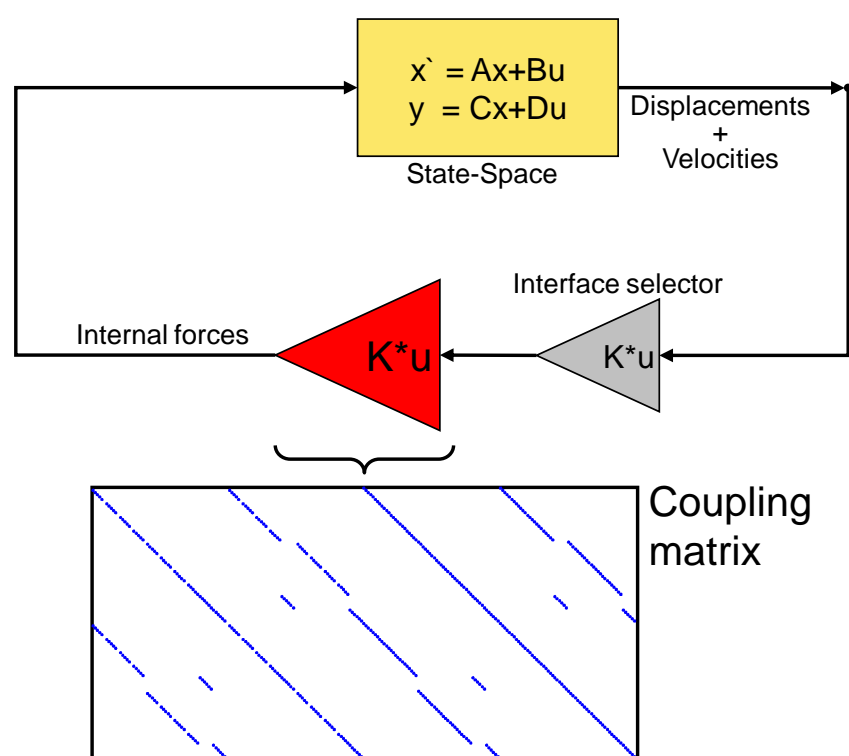 x` = Ax+Bu
y = Cx+Du
State-Space
Displacements
+
Velocities
Interface selector
Internal forces
K*u
K*u
Coupling
matrix